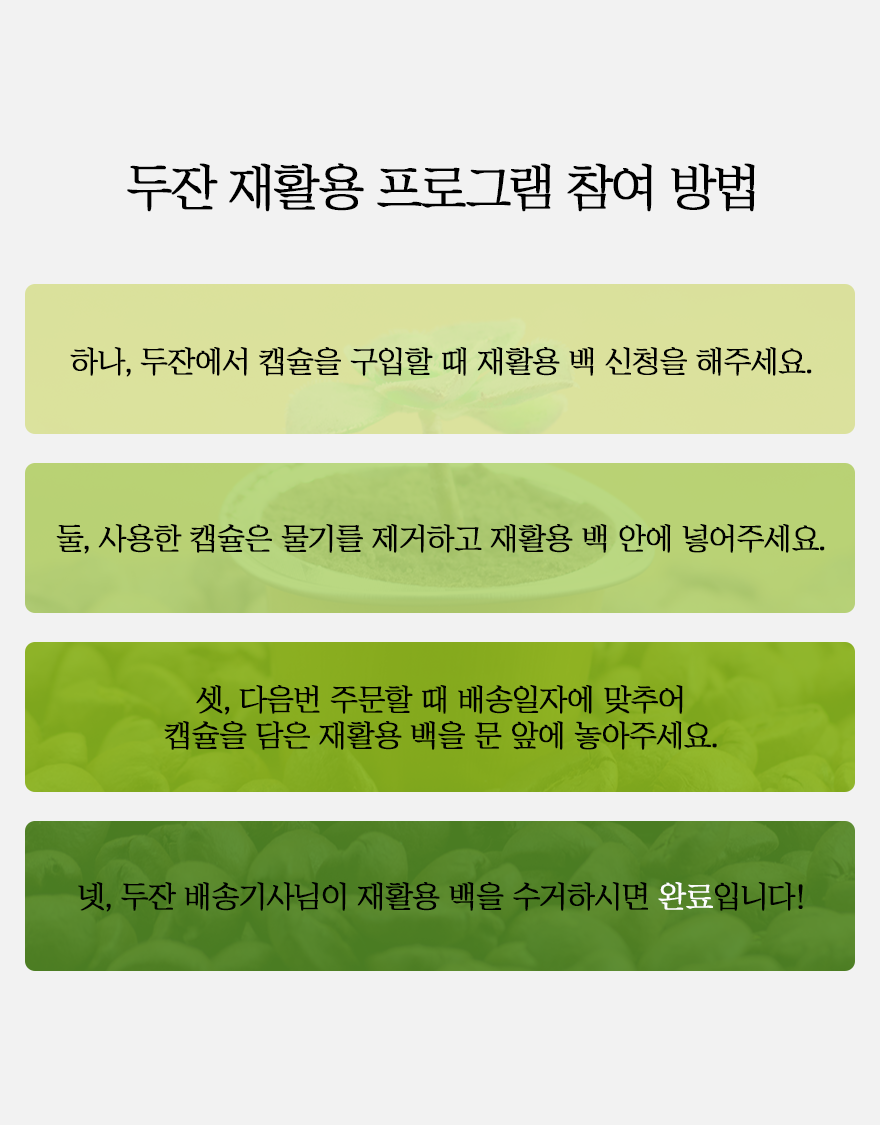 두잔 재활용 프로그램 참여 방법
하나, 두잔에서 캡슐을 구입할 때 재활용 백 신청을 해주세요.
둘, 사용한 캡슐은 물기를 제거하고 재활용 백 안에 넣어주세요.
셋, 다음번 주문할 때 배송일자에 맞추어
캡슐을 담은 재활용 백을 문 앞에 놓아주세요.
넷, 두잔 배송기사님이 재활용 백을 수거하시면 완료입니다!